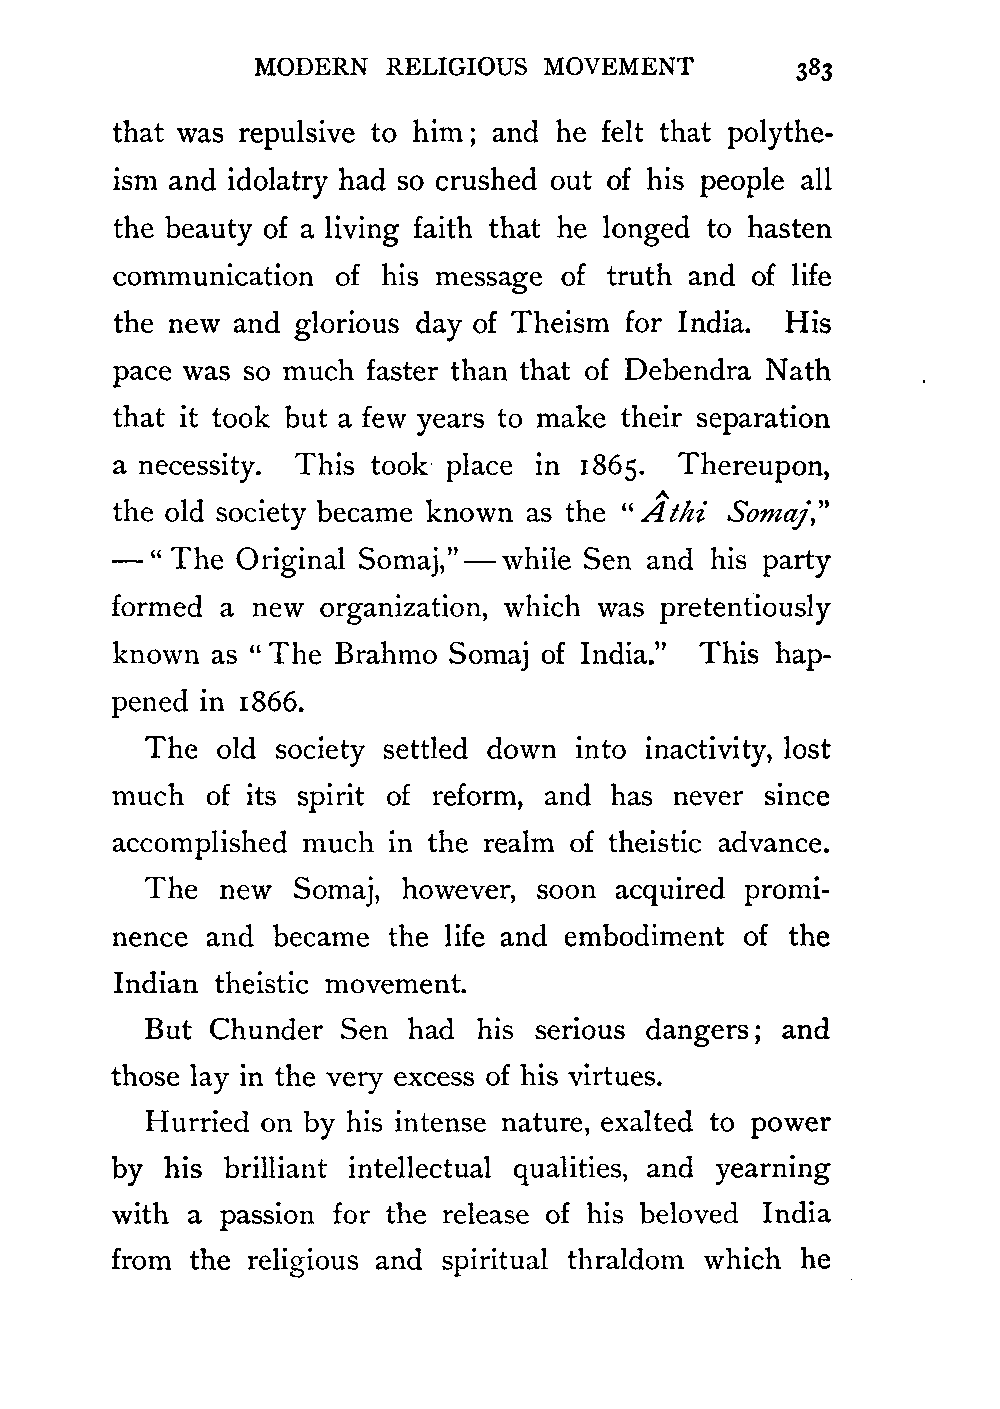 MODERN RELIGIOUS MOVEMENT 383
that was repulsive to him; and he felt that polythe-
ism and idolatry had so crushed out of his people all
the beauty of a living faith that he longed to hasten
communication of his message of truth and of life
the new and glorious day of Theism for India. His
pace was so much faster than that of Debendra Nath
that it took but a few years to make their separation
a necessity. This took place in 1865. Thereupon,
the old society became known as the "Âthi Somaj,"
— "The Original Somaj," — while Sen and his party
formed a new organization, which was pretentiously
known as "The Brahmo Somaj of India." This hap-
pened in 1866.
The old society settled down into inactivity, lost
much of its spirit of reform, and has never since
accomplished much in the realm of theistic advance.
The new Somaj, however, soon acquired promi-
nence and became the life and embodiment of the
Indian theistic movement.
But Chunder Sen had his serious dangers; and
those lay in the very excess of his virtues.
Hurried on by his intense nature, exalted to power
by his brilliant intellectual qualities, and yearning
with a passion for the release of his beloved India
from the religious and spiritual thraldom which he